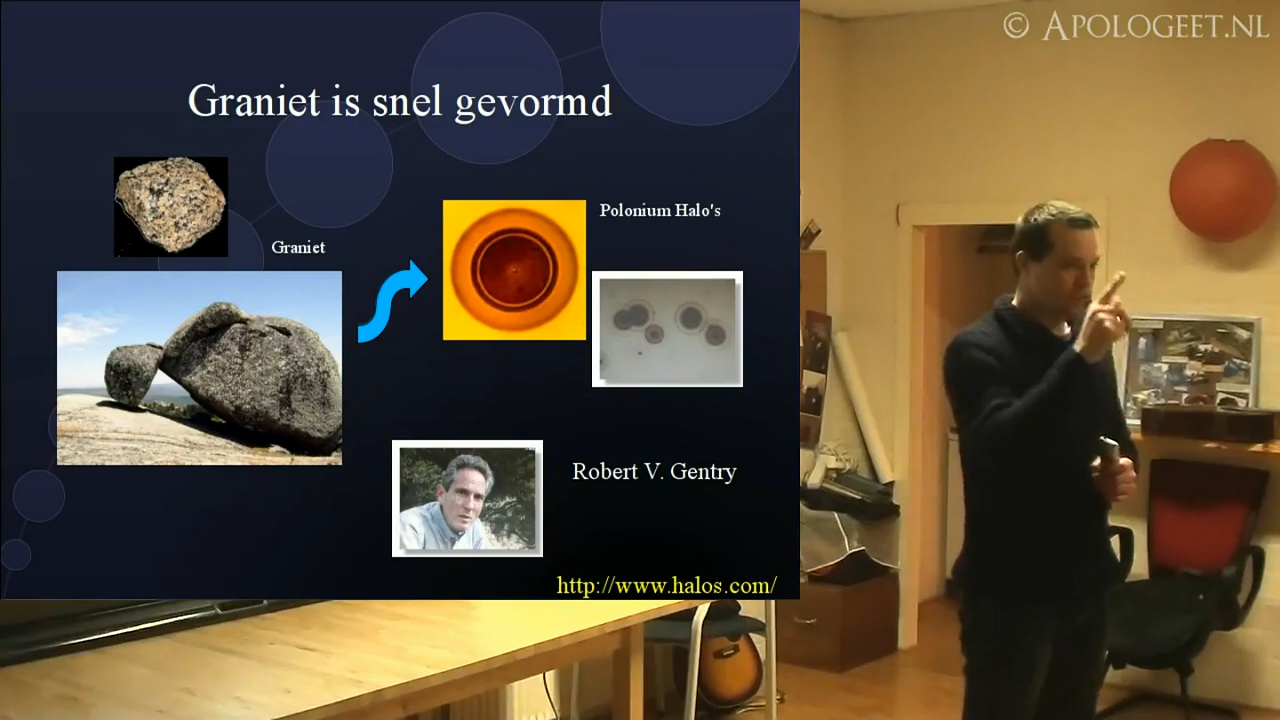 © APOLOGEET.NL
Graniet is snel gevormd
Polonium Halo's
Graniet
Robert V. Gentry
http://www.halos.com/